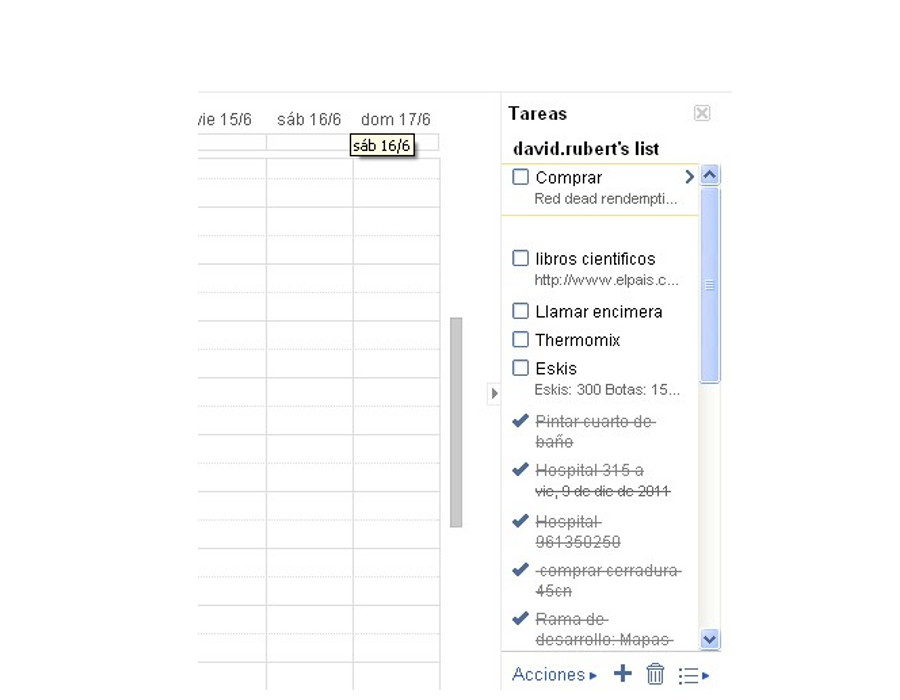 vie 15/6 sáb 16/6 dom 17/6
sáb 16/6
Tareas
david.rubert's list
Comprar
Red dead rendempti...
libros cientificos
http://www.elpais.c...
Llamar encimera
Thermomix
Eskis
Eskis: 300 Botas: 15...
Pintar cuarto de
baño
Hospital 315 a
vie, 9 de dic de 2011
Hospital
961350250
comprar cerradura
45cn
Rama de
desarrollo: Mapas
Acciones